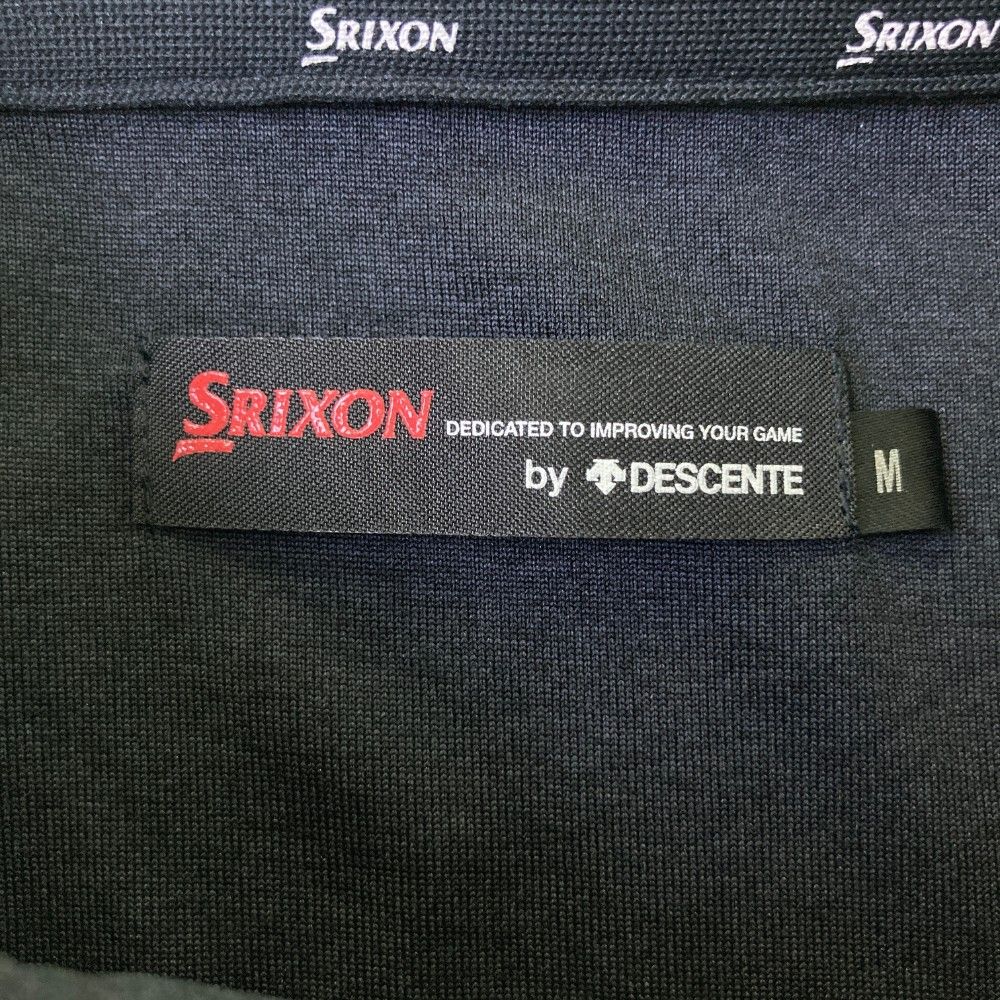 SRIXON SRIXON
SRIXON DEDICATED TO IMPROVING YOUR GAME
by DESCENTE
M